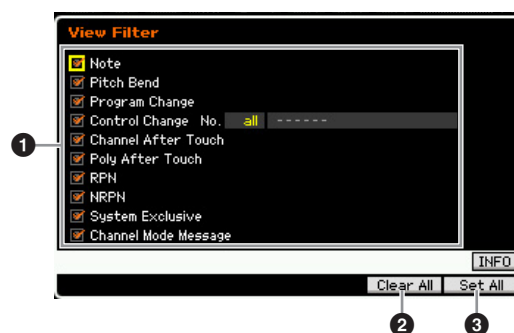 View Filter
Note
Pitch Bend
Program Change
Control Change No. all ------
Channel After Touch
Poly After Touch
RPN
NRPN
System Exclusive
Channel Mode Message
INFO
Clear All Set All
1
2 3